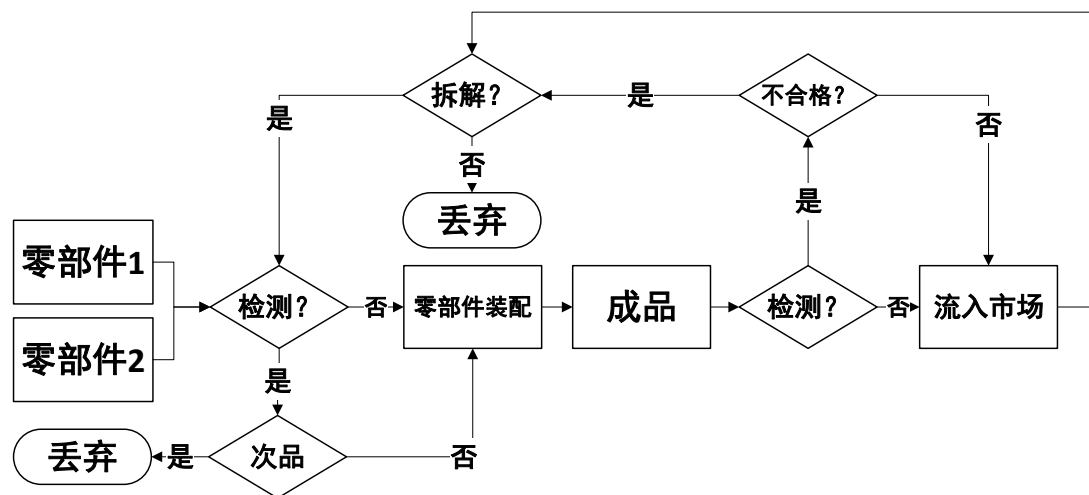 拆解？
是
不合格？
是
否
否
丢弃
是
零部件1
检测？
否
零部件装配
成品
检测？
否
流入市场
零部件2
是
丢弃
是
次品
否